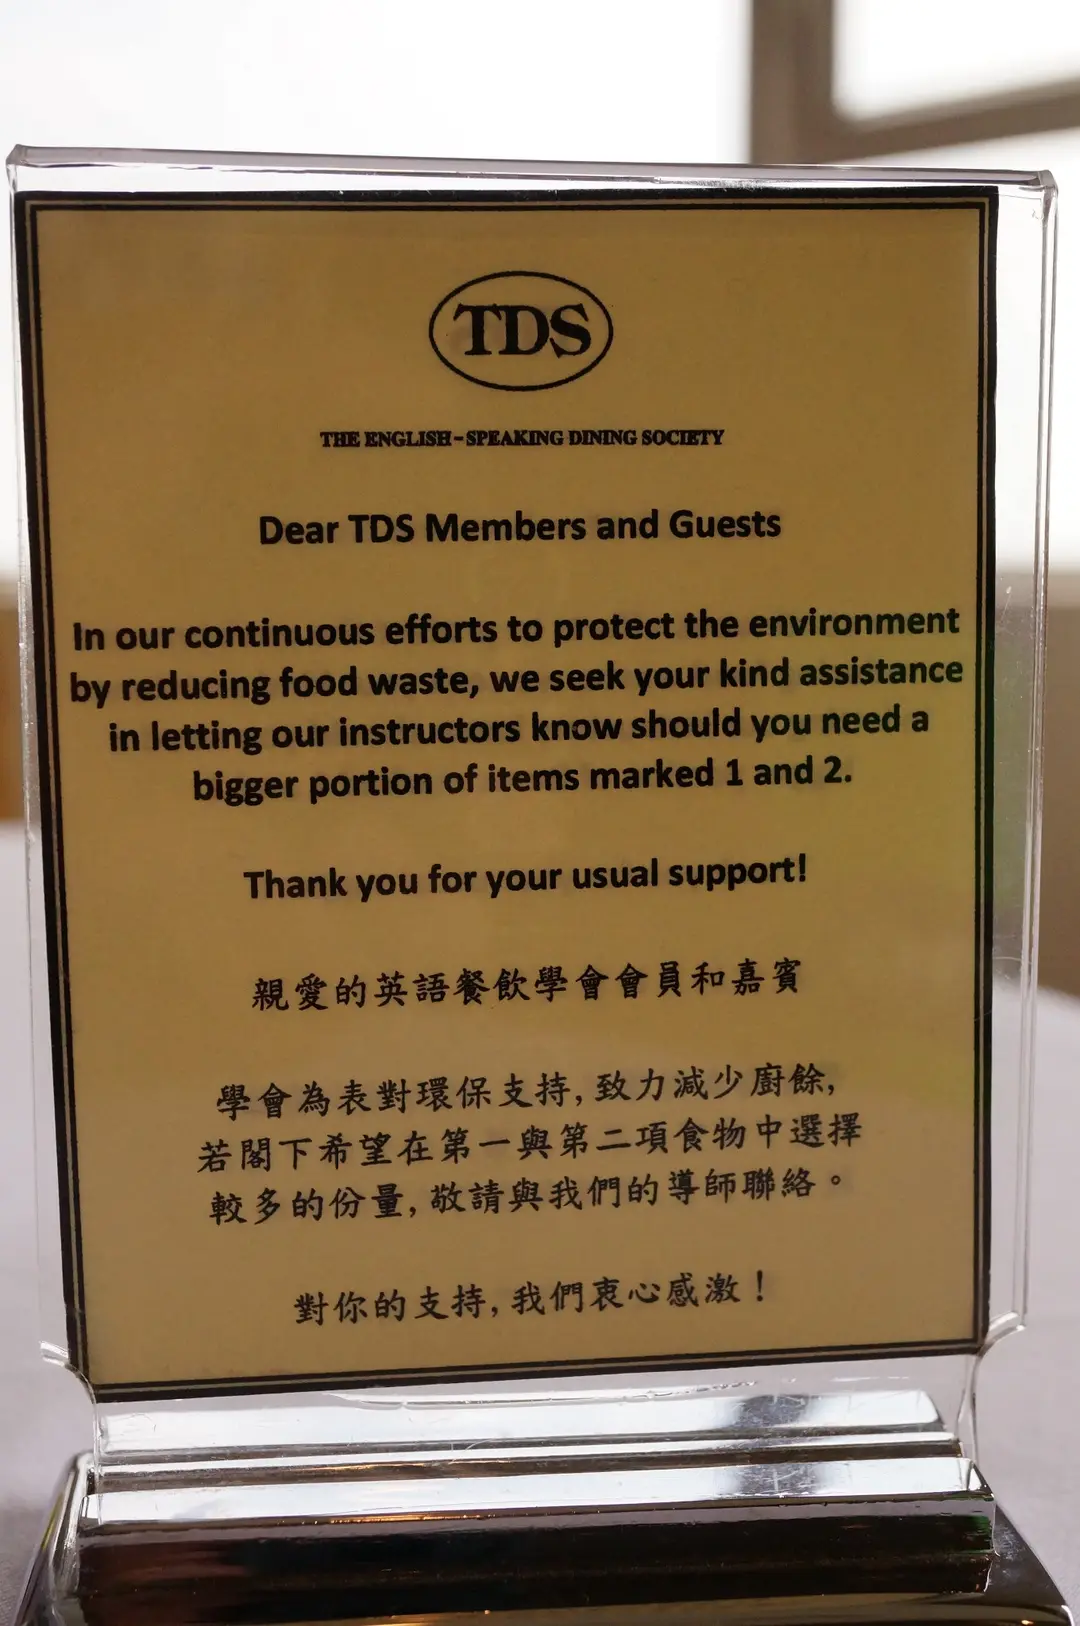 TDS
THE ENGLISH-SPEAKING DINING SOCIETY
Dear TDS Members and Guests
In our continuous efforts to protect the environment
by reducing food waste, we seek your kind assistance
in letting our instructors know should you need a
bigger portion of items marked 1 and 2.
Thank you for your usual support!
親愛的英語餐飲學會會員和嘉賓
學會為表對環保支持, 致力減少廚餘,
若閣下希望在第一與第二項食物中選擇
較多的份量, 敬請與我們的導師聯絡。
對你的支持, 我們衷心感激！